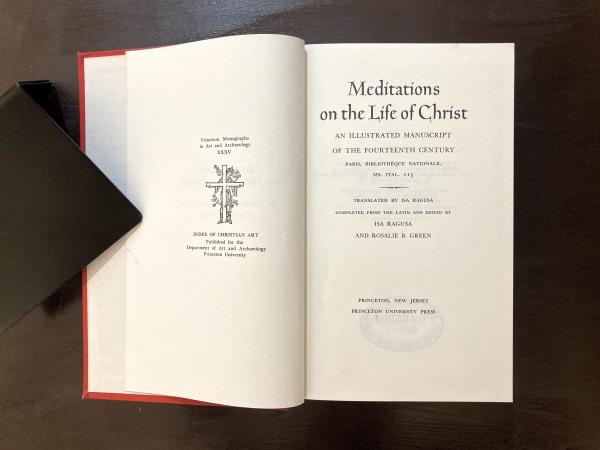 Princeton Monographs
in Art and Archaeology
XXXV
INDEX OF CHRISTIAN ART
Published for the
Department of Art and Archaeology
Princeton University
Meditations
on the Life of Christ
AN ILLUSTRATED MANUSCRIPT
OF THE FOURTEENTH CENTURY
PARIS, BIBLIOTHÈQUE NATIONALE,
MS. ITAL. 115
TRANSLATED BY ISA RAGUSA
COMPLETED FROM THE LATIN AND EDITED BY
ISA RAGUSA
AND ROSALIE B. GREEN
PRINCETON, NEW JERSEY
PRINCETON UNIVERSITY PRESS